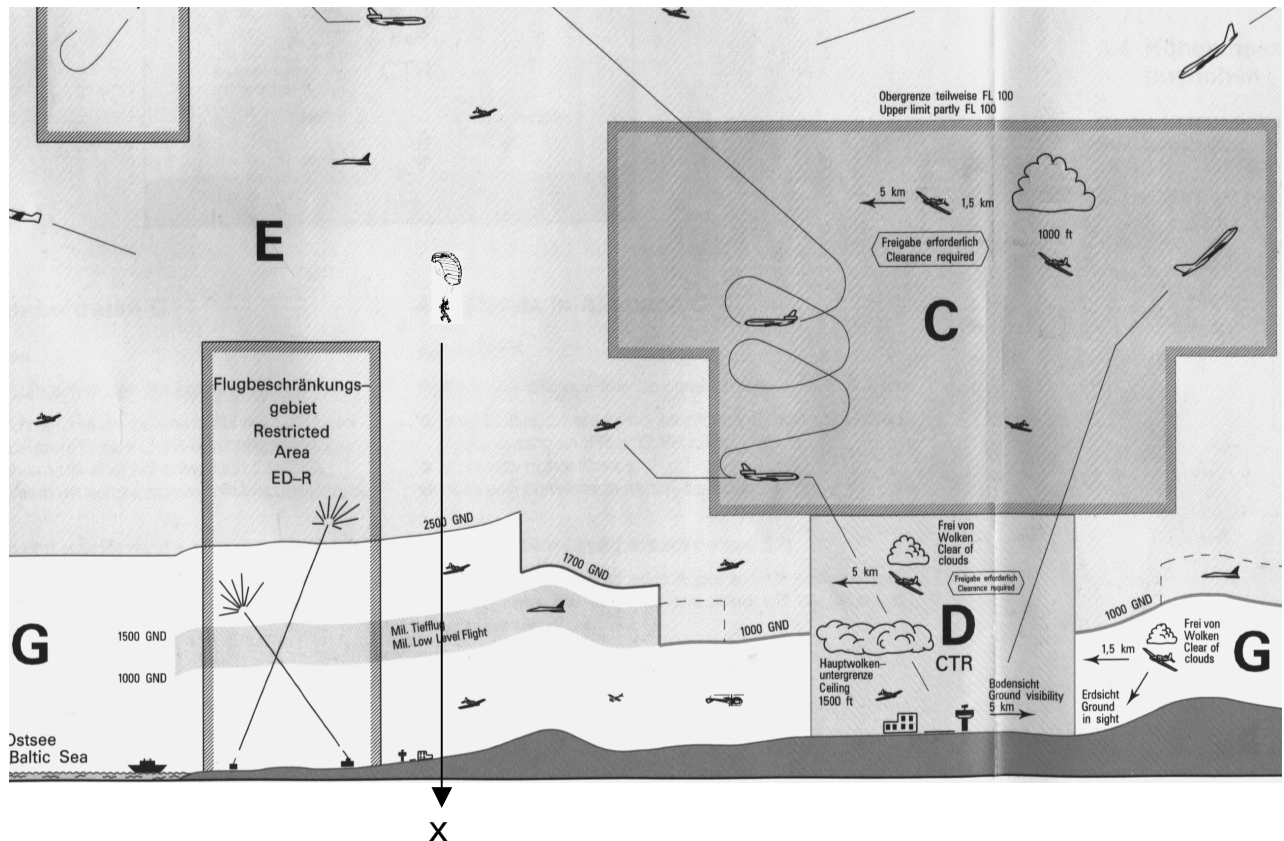 Obergrenze teilweise FL 100
Upper limit partly FL 100
5 km
1,5 km
1000 ft
Freigabe erforderlich
Clearance required
E
C
Flugbeschränkungs–
gebiet
Restricted
Area
ED–R
2500 GND
1700 GND
Frei von
Wolken
Clear of
clouds
5 km
Freigabe erforderlich
Clearance required
1000 GND
G
1500 GND
1000 GND
Mil. Tiefflug
Mil. Low Level Flight
1000 GND
D
CTR
Hauptwolken–
untergrenze
Ceiling
1500 ft
Bodensicht
Ground visibility
5 km
1,5 km
Frei von
Wolken
Clear of
clouds
G
Erdsicht
Ground
in sight
Ostsee
Baltic Sea
x